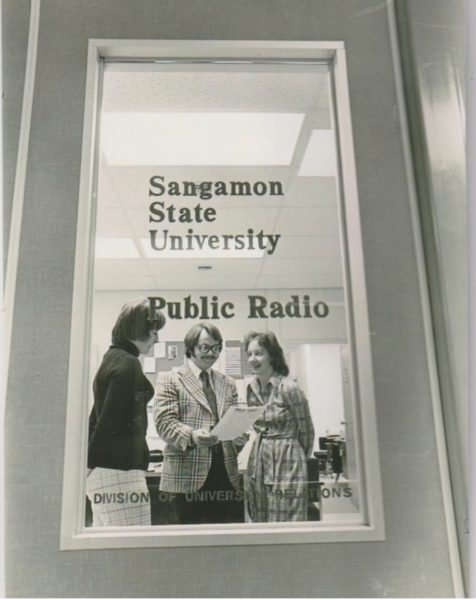 Sangamon
State
University
Public Radio
DIVISION OF UNIVERSITY RELATIONS